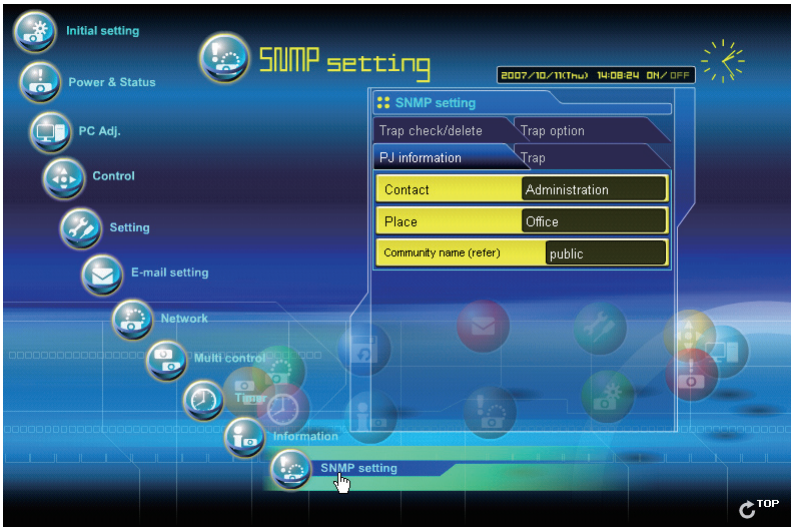 Initial setting
Power & Status
PC Adj.
Control
Setting
E-mail setting
Network
Multi control
Timer
Information
SNMP setting
SNMP setting
2007/10/11(Thu) 14:08:24 ON/OFF
SNMP setting
Trap check/delete Trap option
PJ information Trap
Contact Administration
Place Office
Community name (refer) public
TOP